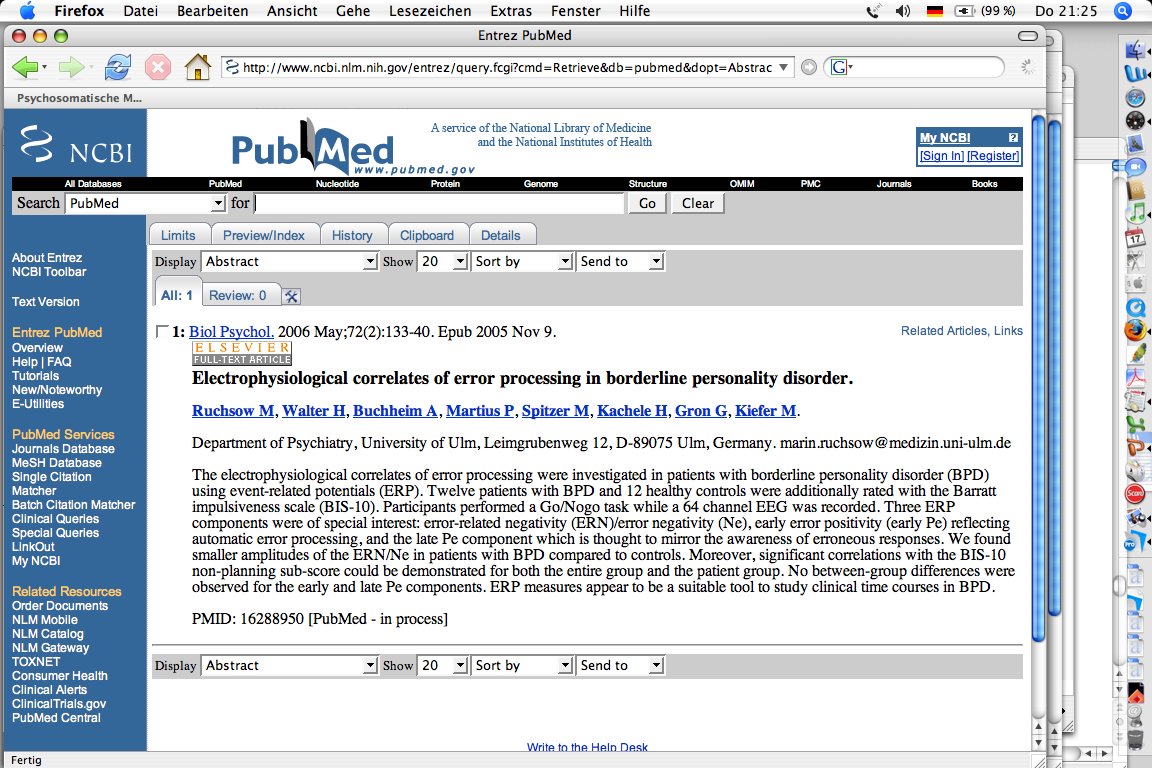 Firefox Datei Bearbeiten Ansicht Gehe Lesezeichen Extras Fenster Hilfe (99 %) Do 21:25
Entrez PubMed
http://www.ncbi.nlm.nih.gov/entrez/query.fcgi?cmd=Retrieve&db=pubmed&dopt=Abstrac G
Psychosomatische M...
NCBI
PubMed
www.pubmed.gov
A service of the National Library of Medicine
and the National Institutes of Health
My NCBI ?
[Sign In] [Register]
All Databases PubMed Nucleotide Protein Genome Structure OMIM PMC Journals Books
Search PubMed for Go Clear
Limits Preview/Index History Clipboard Details
Display Abstract Show 20 Sort by Send to
All: 1 Review: 0
About Entrez
NCBI Toolbar
Text Version
Entrez PubMed
Overview
Help | FAQ
Tutorials
New/Noteworthy
E-Utilities
PubMed Services
Journals Database
MeSH Database
Single Citation
Matcher
Batch Citation Matcher
Clinical Queries
Special Queries
LinkOut
My NCBI
Related Resources
Order Documents
NLM Mobile
NLM Catalog
NLM Gateway
TOXNET
Consumer Health
Clinical Alerts
ClinicalTrials.gov
PubMed Central
1: Biol Psychol. 2006 May;72(2):133-40. Epub 2005 Nov 9. Related Articles, Links
ELSEVIER
FULL-TEXT ARTICLE
Electrophysiological correlates of error processing in borderline personality disorder.
Ruchsow M, Walter H, Buchheim A, Martius P, Spitzer M, Kachele H, Gron G, Kiefer M.
Department of Psychiatry, University of Ulm, Leimgrubenweg 12, D-89075 Ulm, Germany. marin.ruchsow@medizin.uni-ulm.de
The electrophysiological correlates of error processing were investigated in patients with borderline personality disorder (BPD)
using event-related potentials (ERP). Twelve patients with BPD and 12 healthy controls were additionally rated with the Barratt
impulsiveness scale (BIS-10). Participants performed a Go/Nogo task while a 64 channel EEG was recorded. Three ERP
components were of special interest: error-related negativity (ERN)/error negativity (Ne), early error positivity (early Pe) reflecting
automatic error processing, and the late Pe component which is thought to mirror the awareness of erroneous responses. We found
smaller amplitudes of the ERN/Ne in patients with BPD compared to controls. Moreover, significant correlations with the BIS-10
non-planning sub-score could be demonstrated for both the entire group and the patient group. No between-group differences were
observed for the early and late Pe components. ERP measures appear to be a suitable tool to study clinical time courses in BPD.
PMID: 16288950 [PubMed - in process]
Display Abstract Show 20 Sort by Send to
Write to the Help Desk
Fertig
17